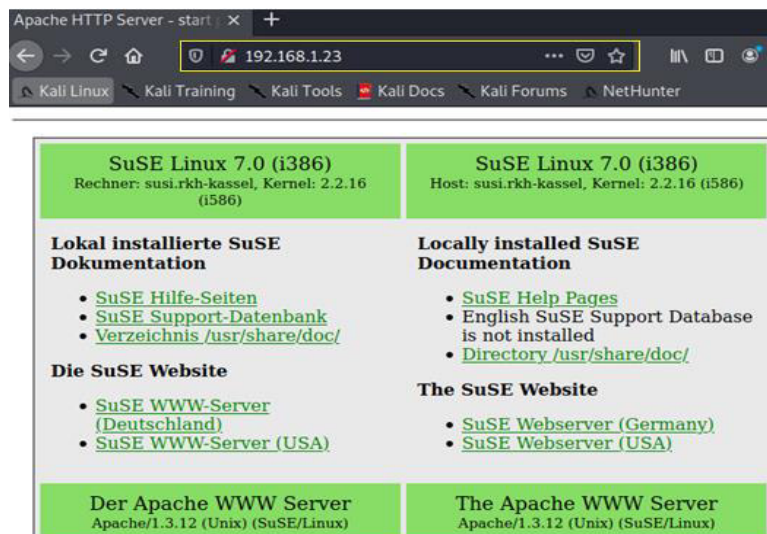 Apache HTTP Server - start
192.168.1.23
Kali Linux Kali Training Kali Tools Kali Docs Kali Forums NetHunter
SuSE Linux 7.0 (i386)
Rechner: susi.rkh-kassel, Kernel: 2.2.16
(i586)
Lokal installierte SuSE
Dokumentation
SuSE Hilfe-Seiten
SuSE Support-Datenbank
Verzeichnis /usr/share/doc/
Die SuSE Website
SuSE WWW-Server
(Deutschland)
SuSE WWW-Server (USA)
Der Apache WWW Server
Apache/1.3.12 (Unix) (SuSE/Linux)
SuSE Linux 7.0 (i386)
Host: susi.rkh-kassel, Kernel: 2.2.16 (i586)
Locally installed SuSE
Documentation
SuSE Help Pages
English SuSE Support Database
is not installed
Directory /usr/share/doc/
The SuSE Website
SuSE Webserver (Germany)
SuSE Webserver (USA)
The Apache WWW Server
Apache/1.3.12 (Unix) (SuSE/Linux)